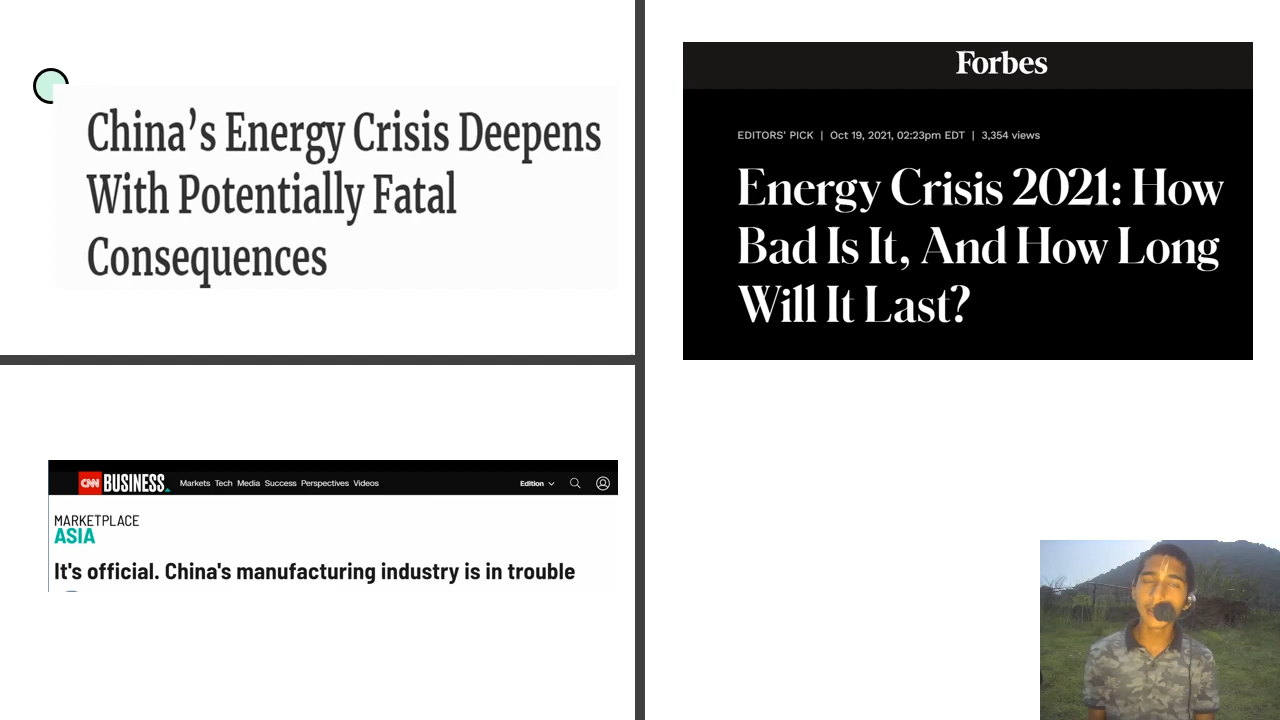 China’s Energy Crisis Deepens
With Potentially Fatal
Consequences
Forbes
EDITORS' PICK | Oct 19, 2021, 02:23pm EDT | 3,354 views
Energy Crisis 2021: How
Bad Is It, And How Long
Will It Last?
CNN BUSINESS Markets Tech Media Success Perspectives Videos Edition
MARKETPLACE
ASIA
It's official. China's manufacturing industry is in trouble